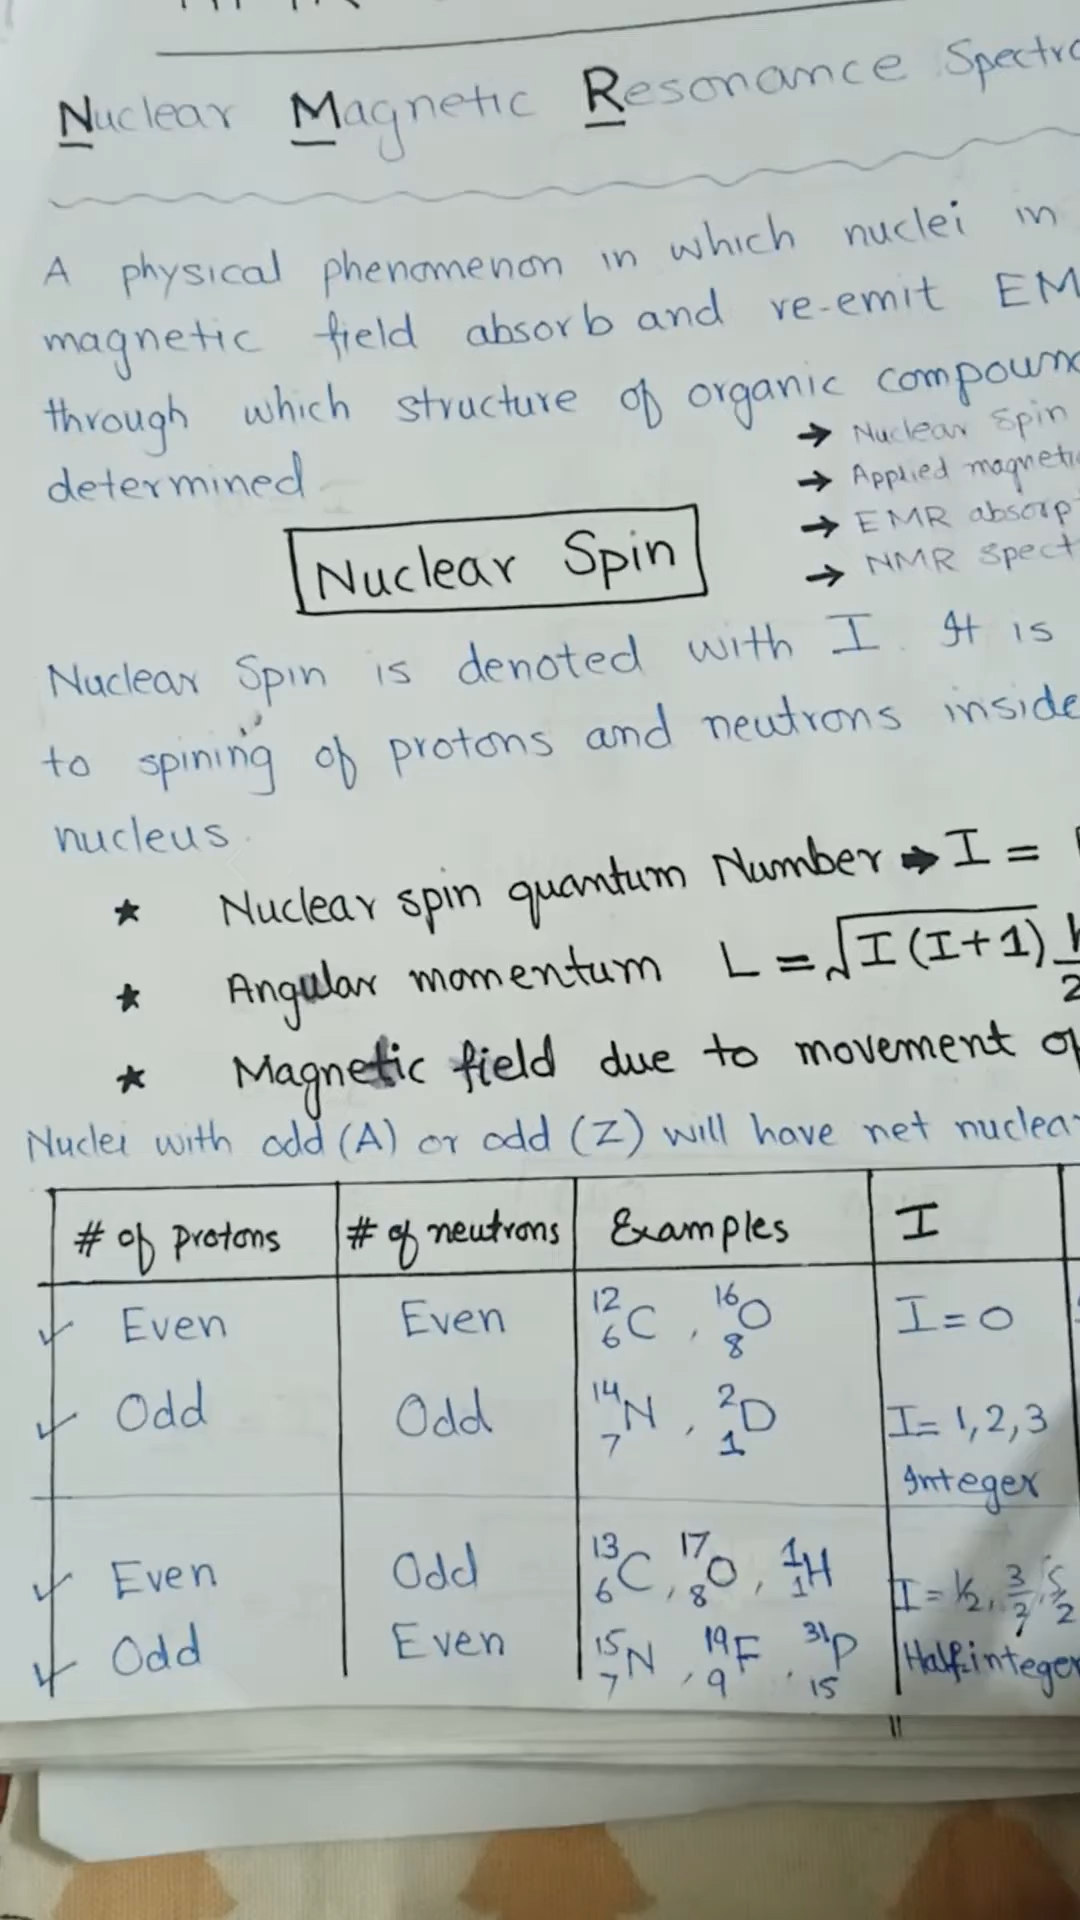 Nuclear Magnetic Resonance Spectro
A physical phenomenon in which nuclei in
magnetic field absorb and re-emit EM
through which structure of organic compoun
determined
→ Nuclear Spin
→ Applied magneti
→ EMR absorp
→ NMR spect
Nuclear Spin
Nuclear Spin is denoted with I. It is
to spining of protons and neutrons inside
nucleus.
★ Nuclear spin quantum Number → I =
★ Angular momentum L = √I(I+1) h/2
★ Magnetic field due to movement of
Nuclei with odd (A) or odd (Z) will have net nuclea
# of protons # of neutrons Examples I
✓ Even Even ¹²₆C, ¹⁶₈O I = 0
✓ Odd Odd ¹⁴₇N, ²₁D I = 1, 2, 3
Integer
✓ Even Odd ¹³₆C, ¹⁷₈O, ¹₁H I = 1/2, 3/2, 5/2
✓ Odd Even ¹⁵₇N, ¹⁹₉F, ³¹₁₅P Half-integer